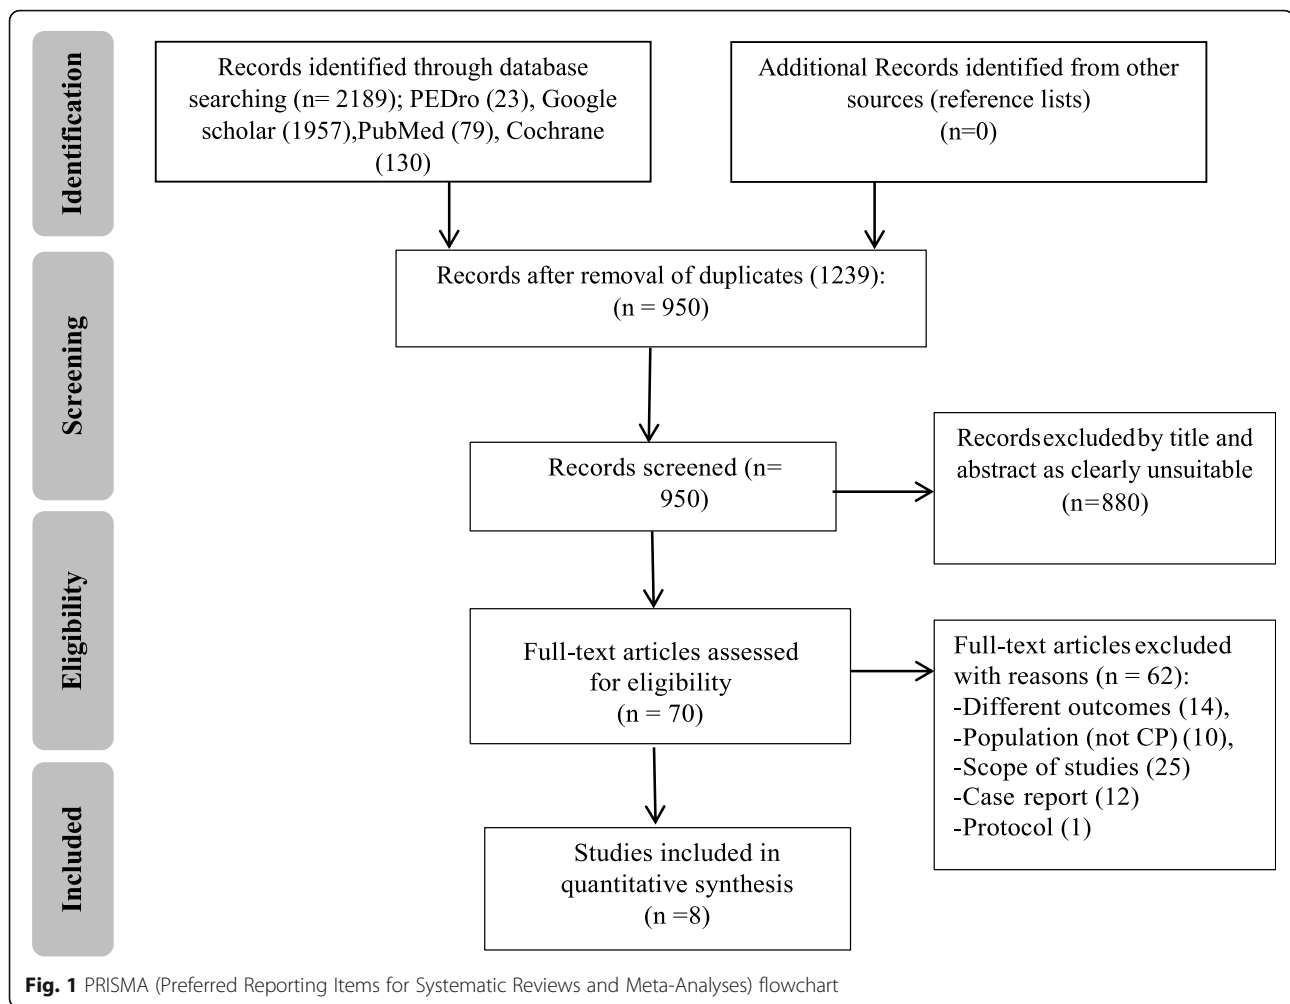 Identification
Records identified through database
searching (n= 2189); PEDro (23), Google
scholar (1957),PubMed (79), Cochrane
(130)
Additional Records identified from other
sources (reference lists)
(n=0)
Screening
Records after removal of duplicates (1239):
(n = 950)
Records screened (n=
950)
Records excluded by title and
abstract as clearly unsuitable
(n=880)
Eligibility
Full-text articles assessed
for eligibility
(n = 70)
Full-text articles excluded
with reasons (n = 62):
-Different outcomes (14),
-Population (not CP) (10),
-Scope of studies (25)
-Case report (12)
-Protocol (1)
Included
Studies included in
quantitative synthesis
(n =8)
Fig. 1 PRISMA (Preferred Reporting Items for Systematic Reviews and Meta-Analyses) flowchart